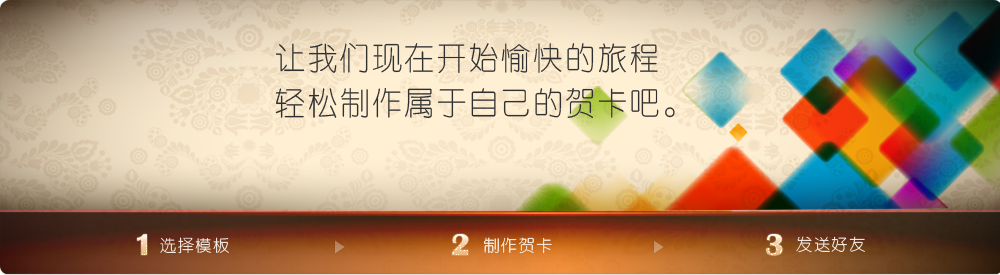 让我们现在开始愉快的旅程
轻松制作属于自己的贺卡吧。
1 选择模板
2 制作贺卡
3 发送好友